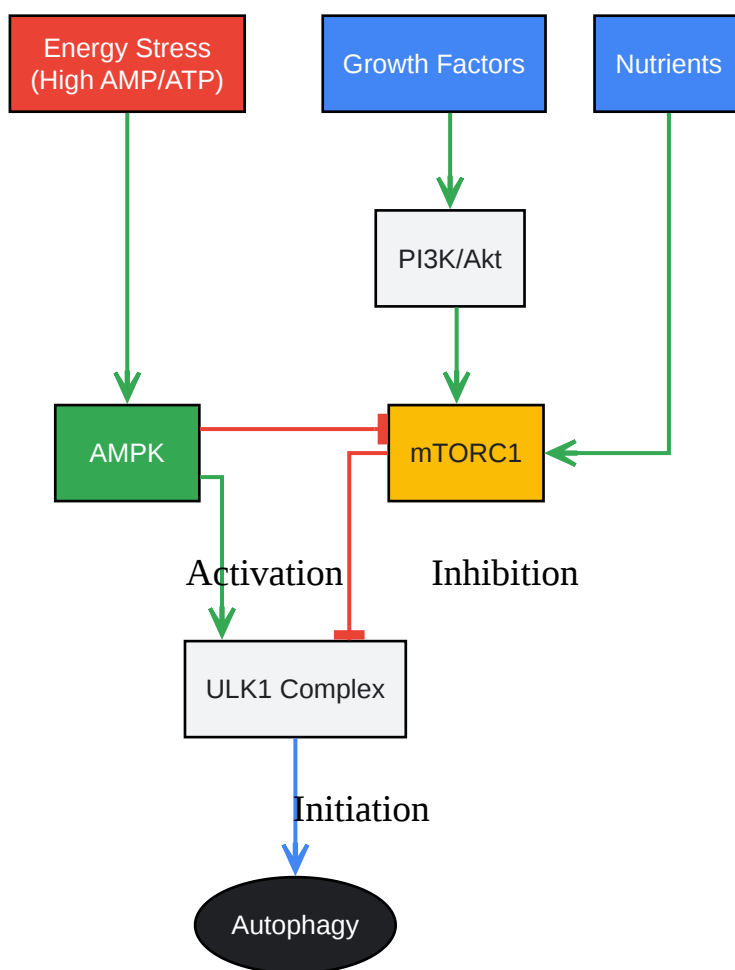 Energy Stress
(High AMP/ATP)
Growth Factors
Nutrients
PI3K/Akt
AMPK
mTORC1
Activation
Inhibition
ULK1 Complex
Initiation
Autophagy